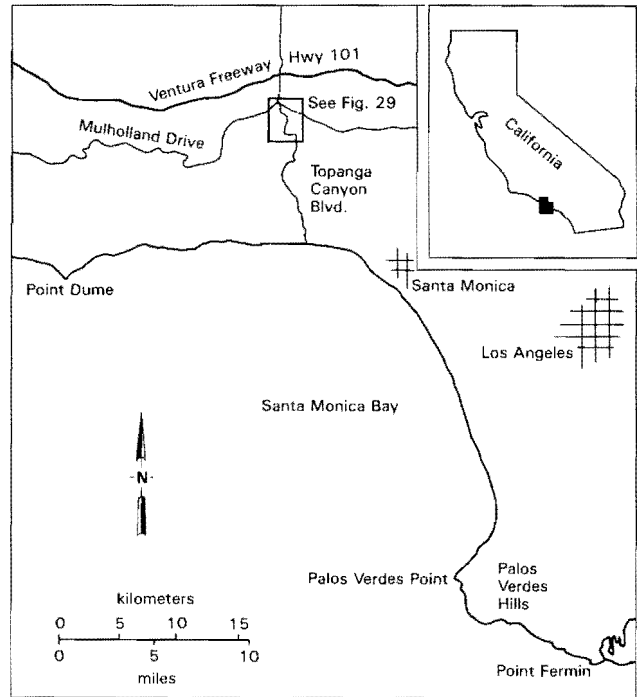 Ventura Freeway Hwy 101
See Fig. 29
Mulholland Drive
California
Topanga
Canyon
Blvd.
Point Dume
Santa Monica
Los Angeles
Santa Monica Bay
N
Palos Verdes Point
Palos
Verdes
Hills
kilometers
0 5 10 15
0 5 10
miles
Point Fermin